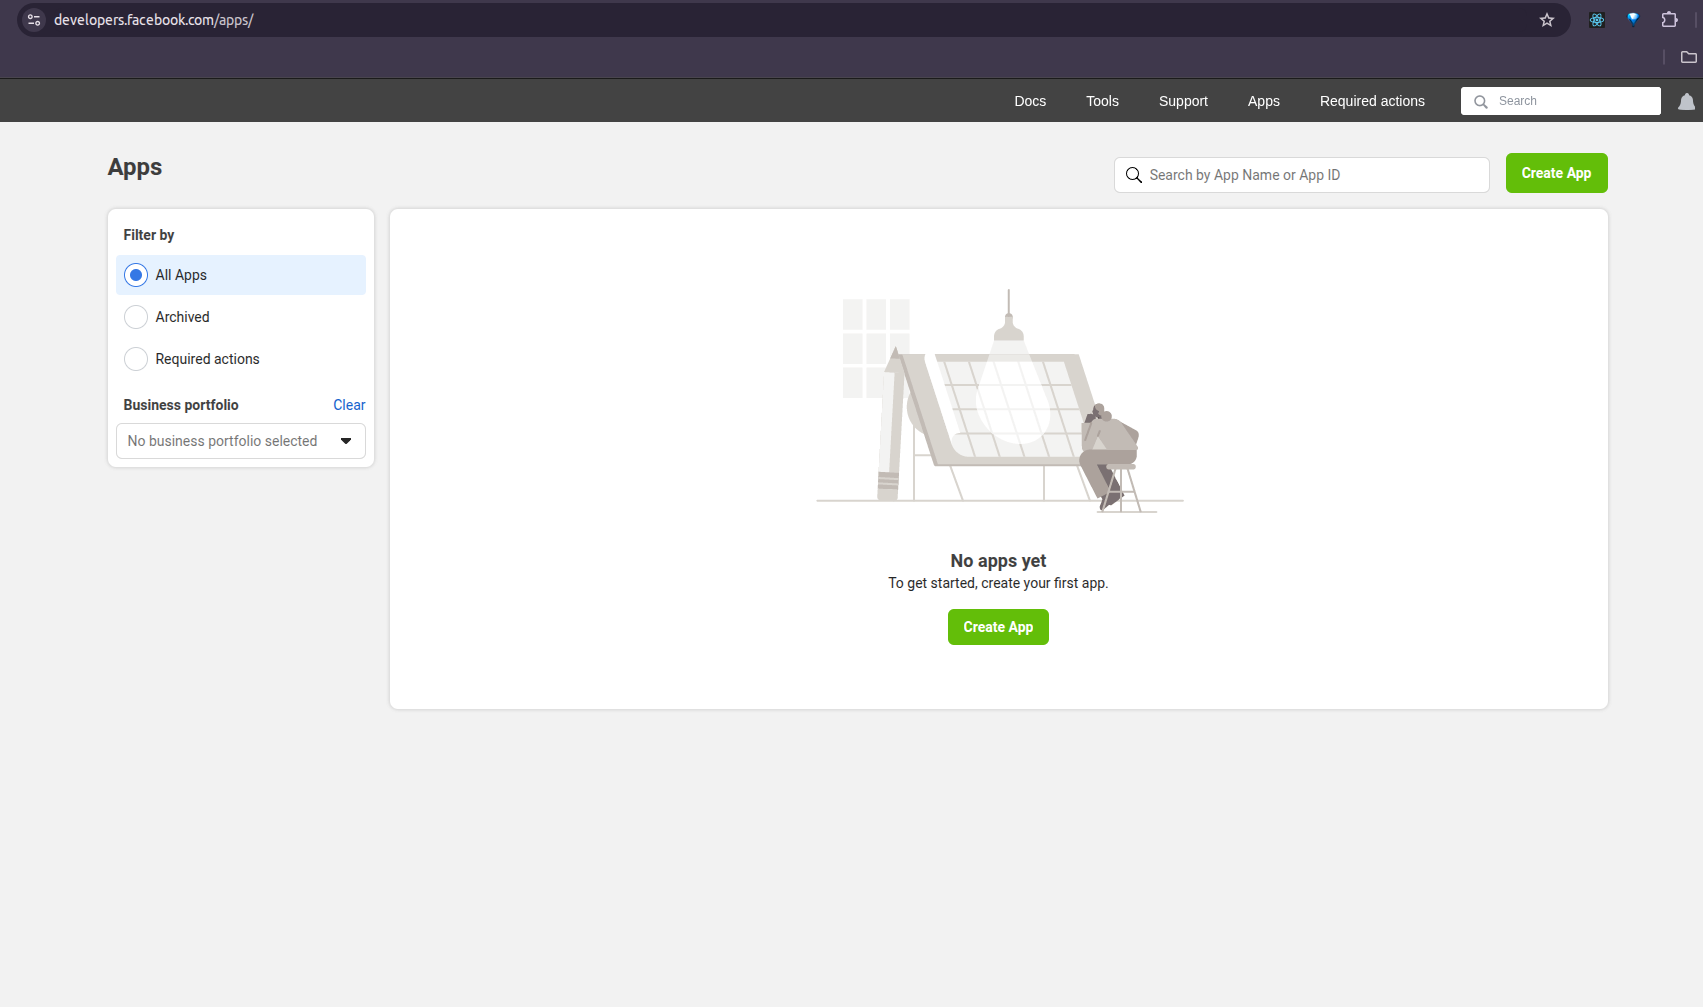 developers.facebook.com/apps/
Docs Tools Support Apps Required actions Search
Apps
Search by App Name or App ID
Create App
Filter by
All Apps
Archived
Required actions
Business portfolio Clear
No business portfolio selected
No apps yet
To get started, create your first app.
Create App